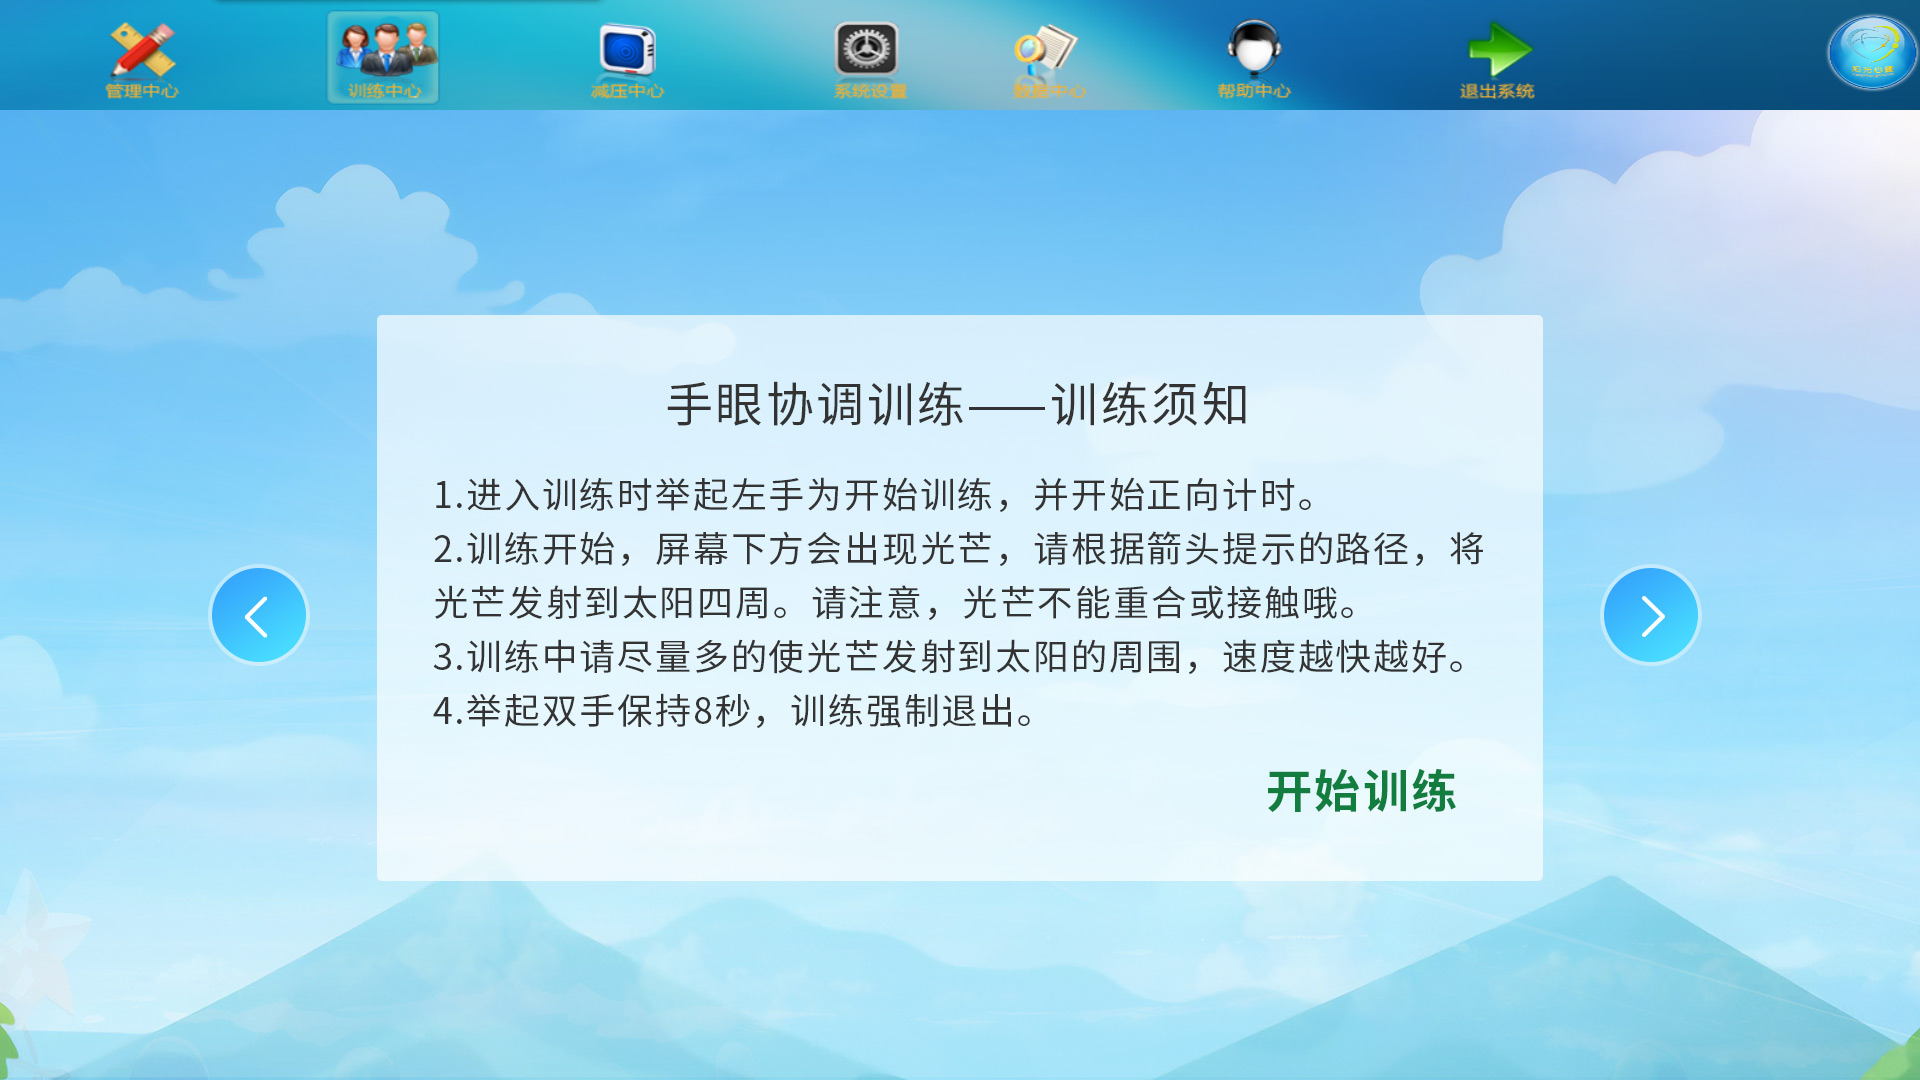 管理中心
训练中心
减压中心
系统设置
数据中心
帮助中心
退出系统
手眼协调训练——训练须知
1.进入训练时举起左手为开始训练，并开始正向计时。
2.训练开始，屏幕下方会出现光芒，请根据箭头提示的路径，将
光芒发射到太阳四周。请注意，光芒不能重合或接触哦。
3.训练中请尽量多的使光芒发射到太阳的周围，速度越快越好。
4.举起双手保持8秒，训练强制退出。
开始训练